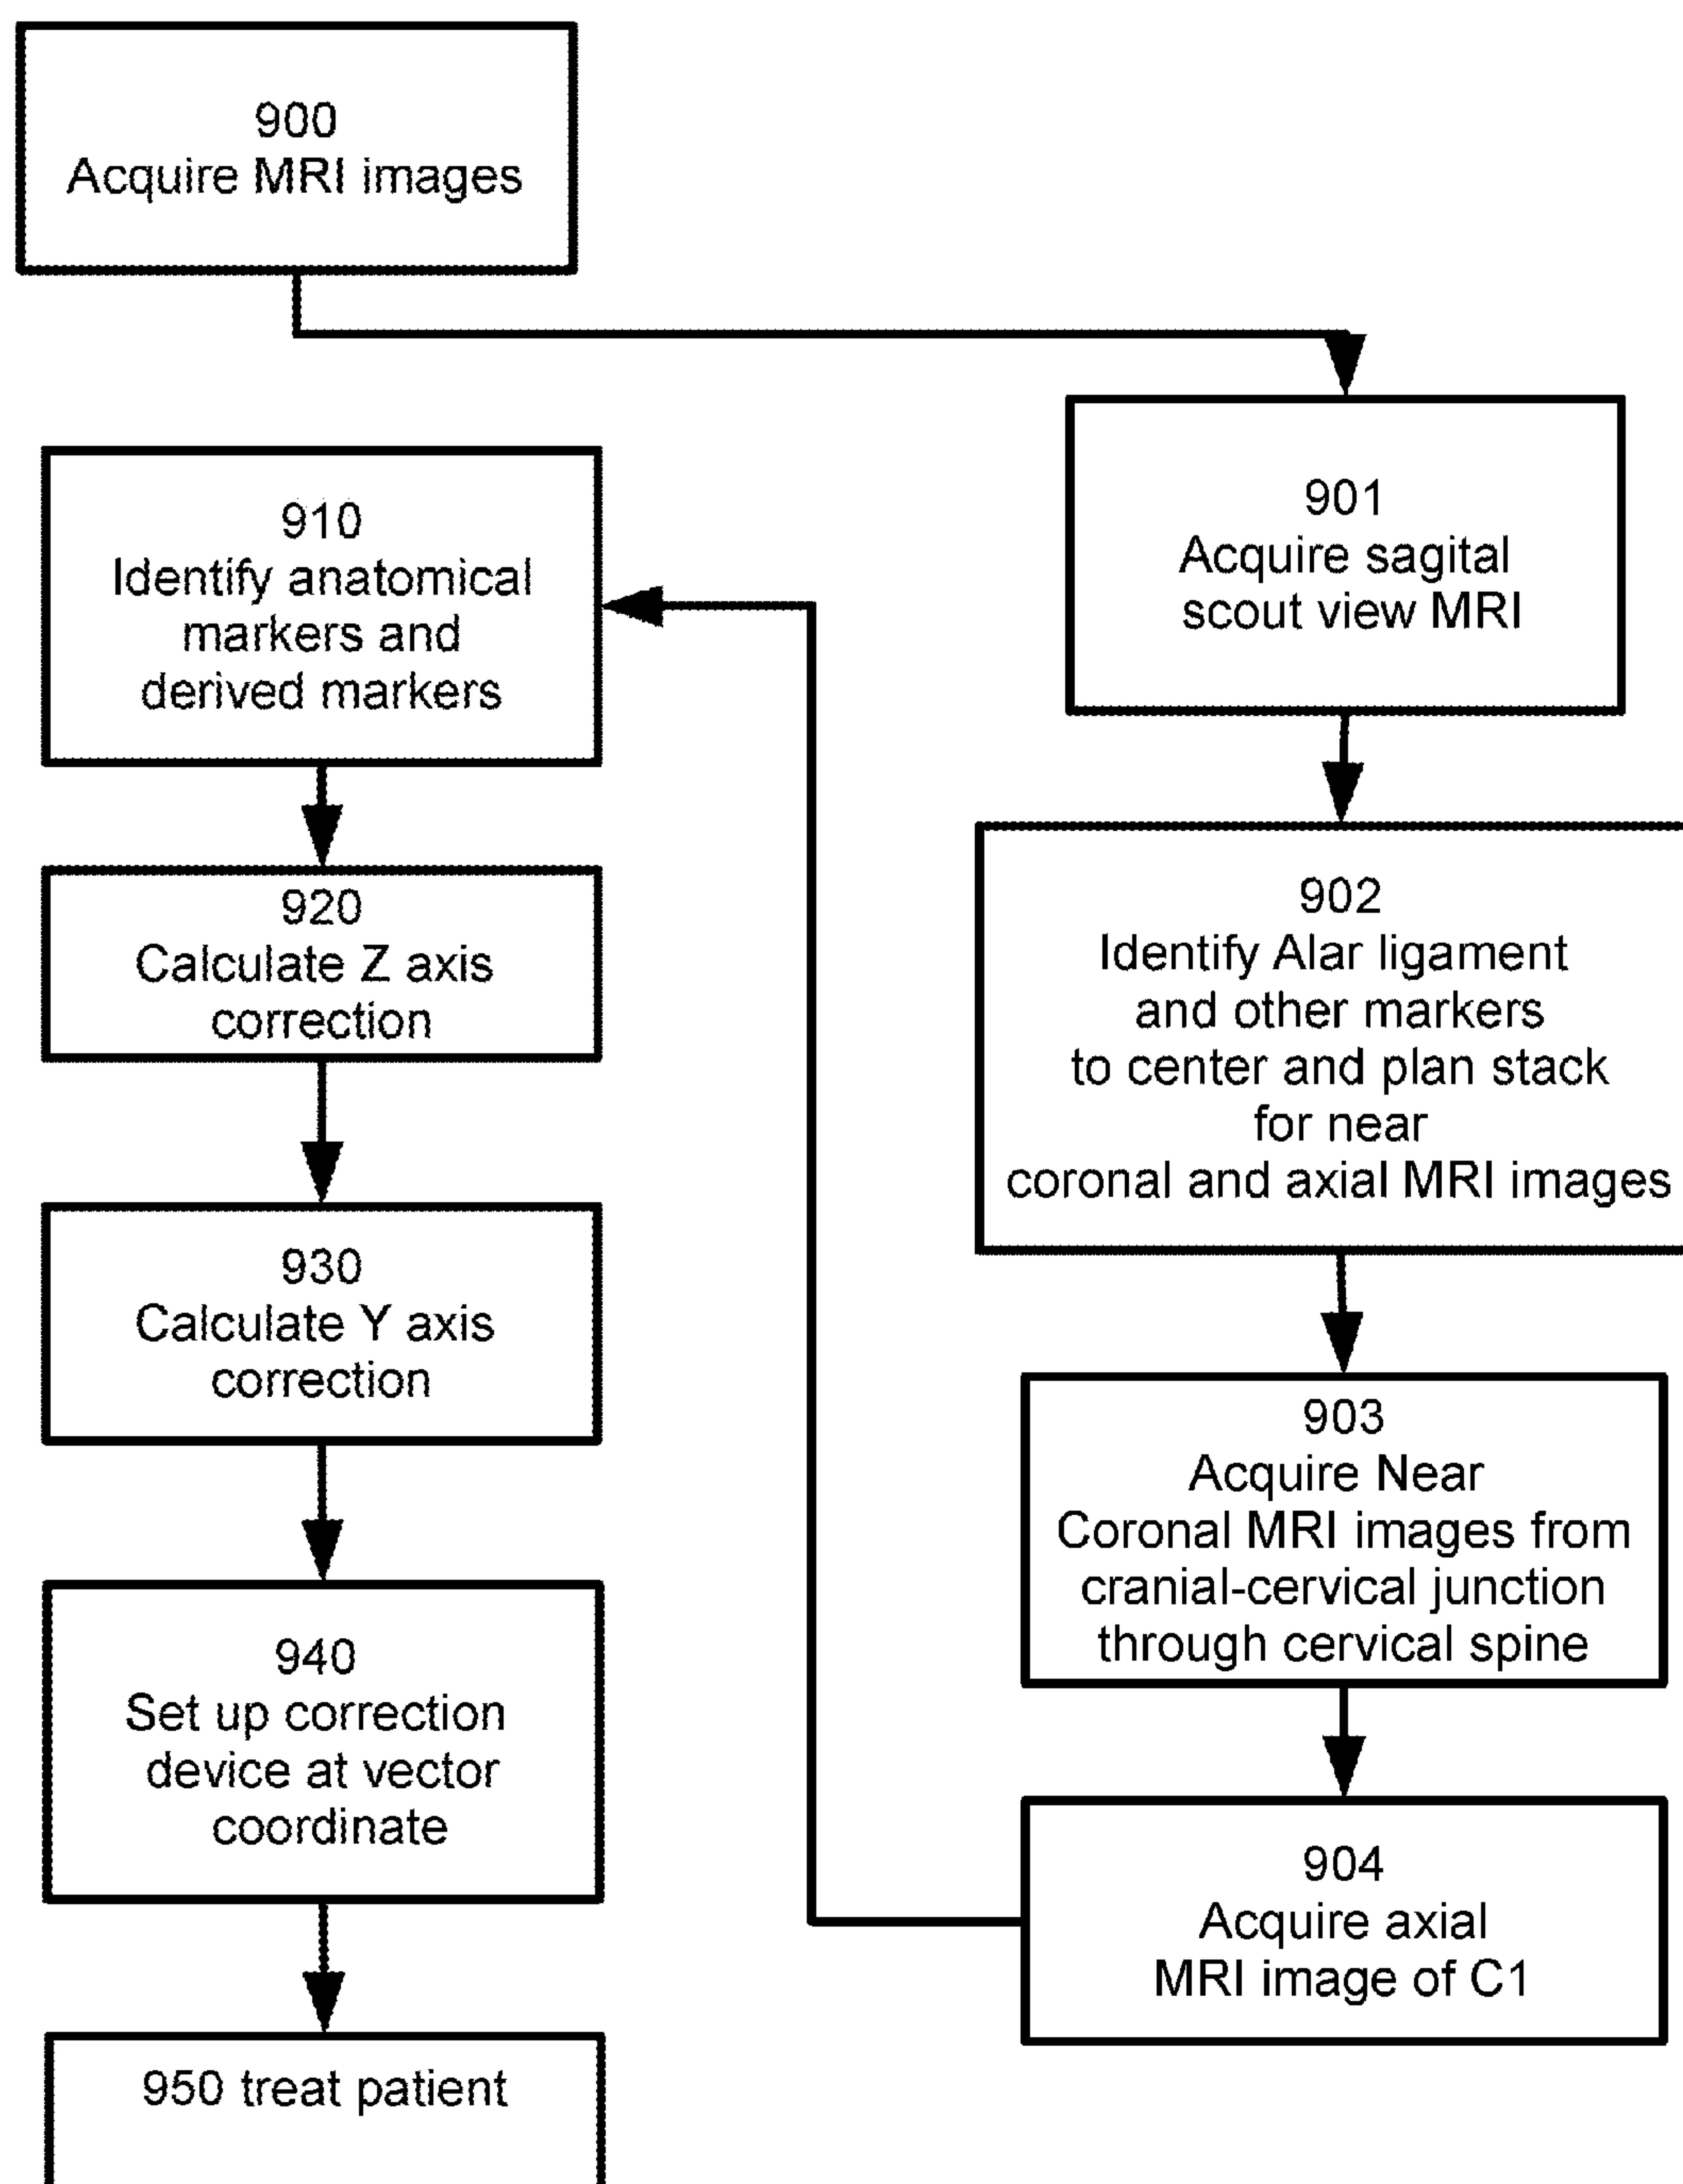 900
Acquire MRI images
901
Acquire sagital
scout view MRI
902
Identify Alar ligament
and other markers
to center and plan stack
for near
coronal and axial MRI images
903
Acquire Near
Coronal MRI images from
cranial-cervical junction
through cervical spine
904
Acquire axial
MRI image of C1
910
Identify anatomical
markers and
derived markers
920
Calculate Z axis
correction
930
Calculate Y axis
correction
940
Set up correction
device at vector
coordinate
950 treat patient